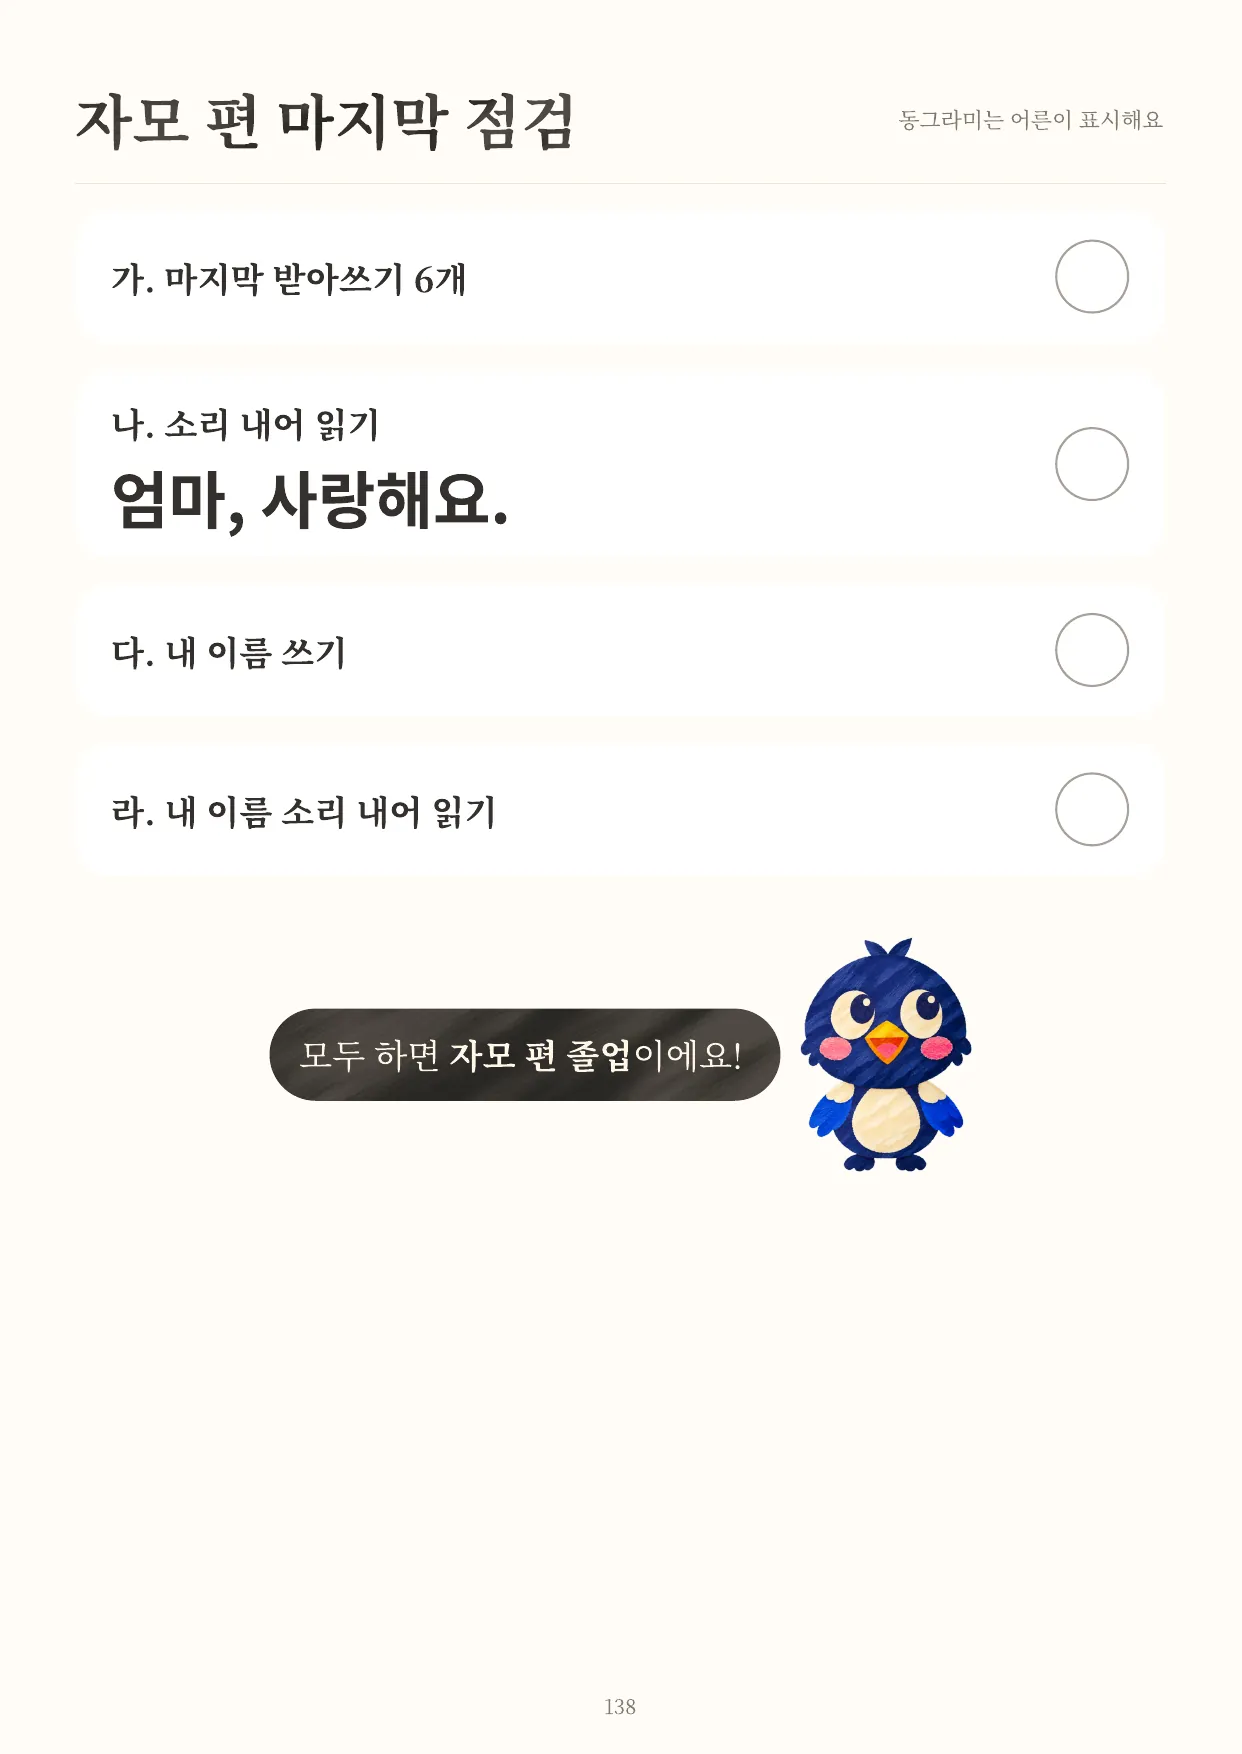 자모 편 마지막 점검
동그라미는 어른이 표시해요
가. 마지막 받아쓰기 6개
나. 소리 내어 읽기
엄마, 사랑해요.
다. 내 이름 쓰기
라. 내 이름 소리 내어 읽기
모두 하면 자모 편 졸업이에요!
138